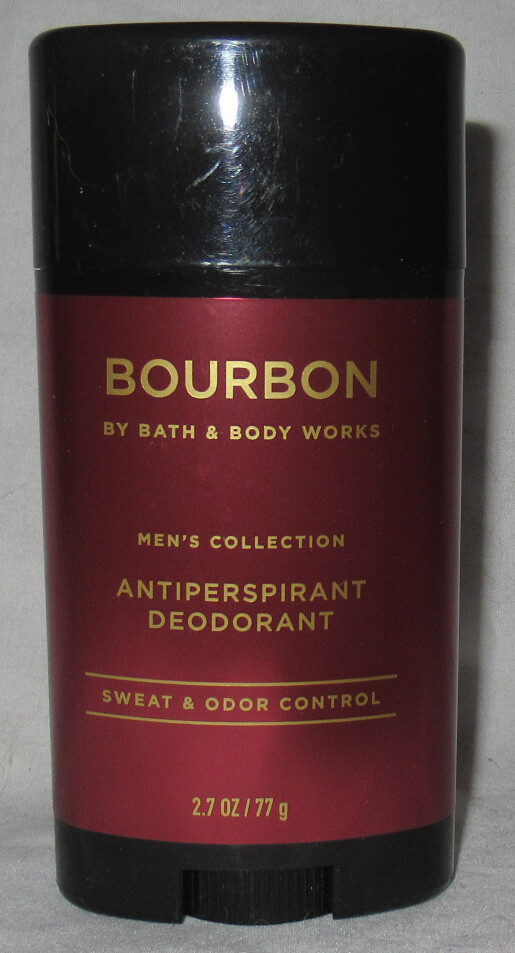 BOURBON
BY BATH & BODY WORKS
MEN'S COLLECTION
ANTIPERSPIRANT
DEODORANT
SWEAT & ODOR CONTROL
2.7 OZ / 77 g